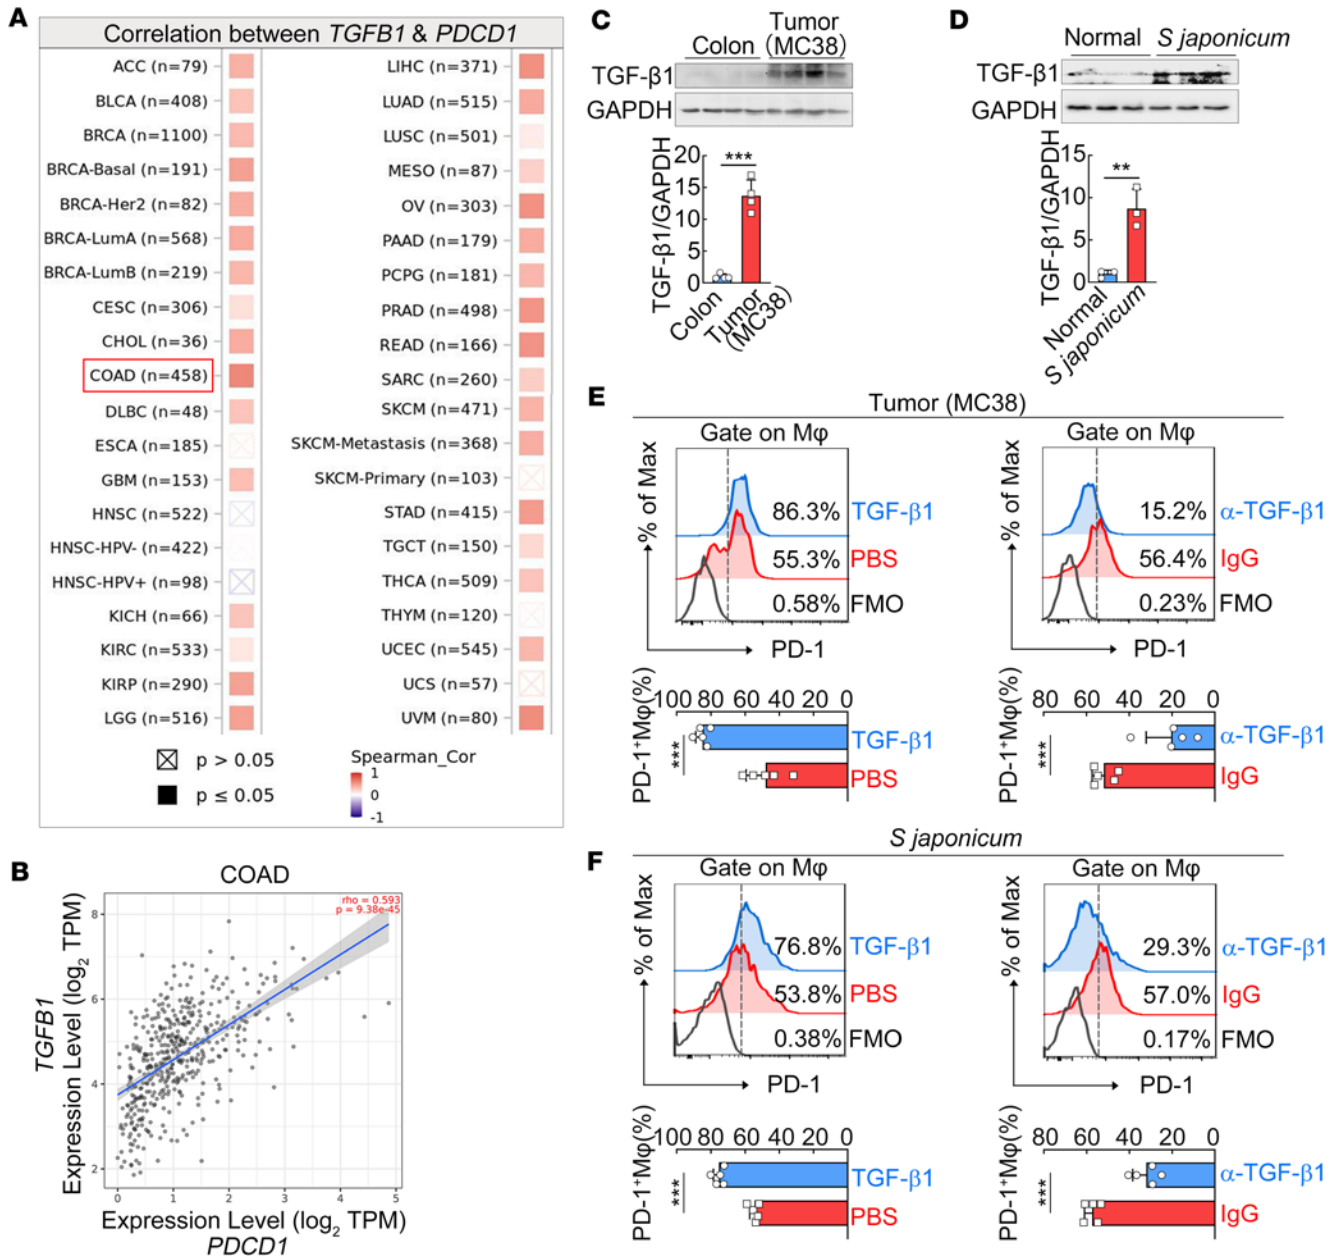 A
Correlation between TGFB1 & PDCD1
ACC (n=79)
BLCA (n=408)
BRCA (n=1100)
BRCA-Basal (n=191)
BRCA-Her2 (n=82)
BRCA-LumA (n=568)
BRCA-LumB (n=219)
CESC (n=306)
CHOL (n=36)
COAD (n=458)
DLBC (n=48)
ESCA (n=185)
GBM (n=153)
HNSC (n=522)
HNSC-HPV- (n=422)
HNSC-HPV+ (n=98)
KICH (n=66)
KIRC (n=533)
KIRP (n=290)
LGG (n=516)
LIHC (n=371)
LUAD (n=515)
LUSC (n=501)
MESO (n=87)
OV (n=303)
PAAD (n=179)
PCPG (n=181)
PRAD (n=498)
READ (n=166)
SARC (n=260)
SKCM (n=471)
SKCM-Metastasis (n=368)
SKCM-Primary (n=103)
STAD (n=415)
TGCT (n=150)
THCA (n=509)
THYM (n=120)
UCEC (n=545)
UCS (n=57)
UVM (n=80)
p > 0.05
p ≤ 0.05
Spearman_Cor
1
0
-1
B
COAD
rho = 0.593
p = 9.38e-45
TGFB1
Expression Level (log2 TPM)
8
6
4
2
0 1 2 3 4 5
Expression Level (log2 TPM)
PDCD1
C
Colon
Tumor
(MC38)
TGF-β1
GAPDH
TGF-β1/GAPDH
20
15
10
5
0
***
Colon
Tumor
(MC38)
D
Normal
S japonicum
TGF-β1
GAPDH
TGF-β1/GAPDH
15
10
5
0
**
Normal
S japonicum
E
Tumor (MC38)
Gate on Mφ
% of Max
86.3% TGF-β1
55.3% PBS
0.58% FMO
PD-1
PD-1+Mφ(%)
100 80 60 40 20 0
***
TGF-β1
PBS
Gate on Mφ
% of Max
15.2% α-TGF-β1
56.4% IgG
0.23% FMO
PD-1
PD-1+Mφ(%)
80 60 40 20 0
***
α-TGF-β1
IgG
F
S japonicum
Gate on Mφ
% of Max
76.8% TGF-β1
53.8% PBS
0.38% FMO
PD-1
PD-1+Mφ(%)
100 80 60 40 20 0
***
TGF-β1
PBS
Gate on Mφ
% of Max
29.3% α-TGF-β1
57.0% IgG
0.17% FMO
PD-1
PD-1+Mφ(%)
80 60 40 20 0
***
α-TGF-β1
IgG